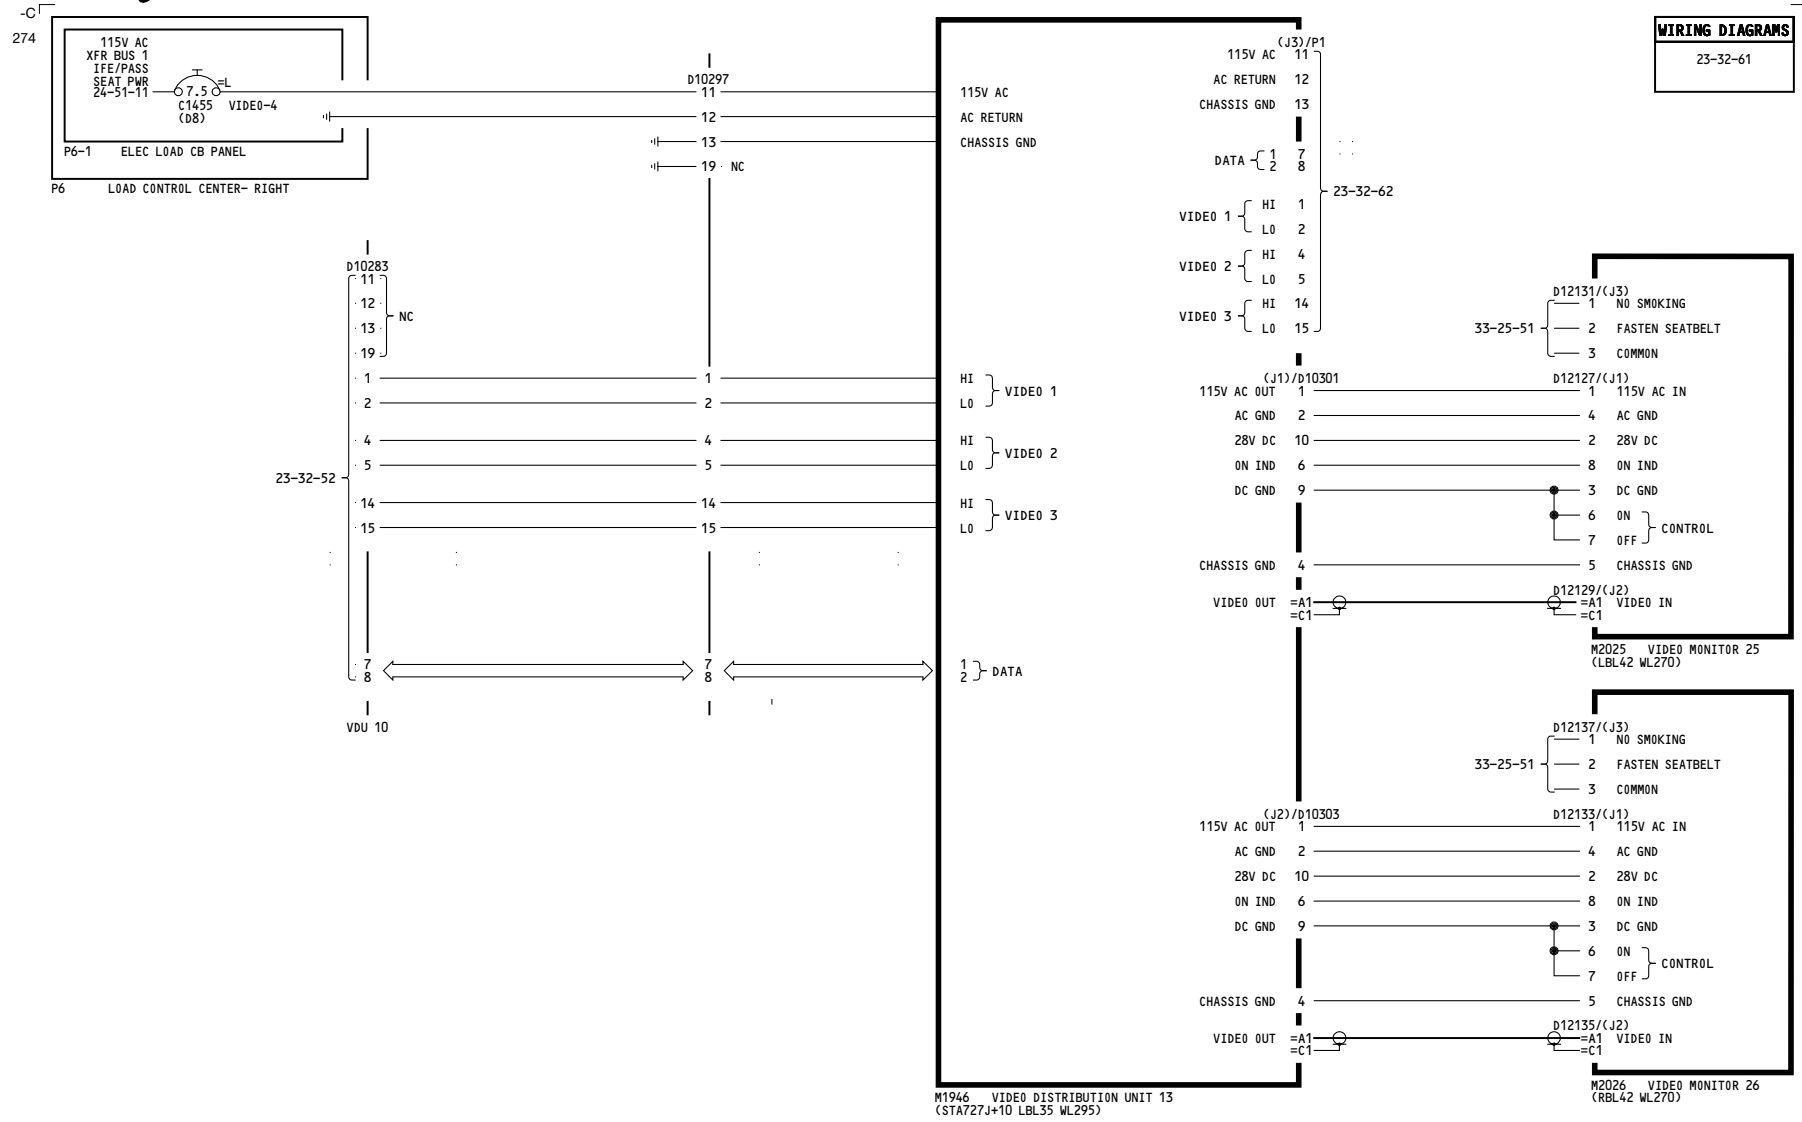 -C
274
WIRING DIAGRAMS
23-32-61
115V AC
XFR BUS 1
IFE/PASS
SEAT PWR
24-51-11
7.5
=L
C1455
(D8)
VIDEO-4
P6-1 ELEC LOAD CB PANEL
P6 LOAD CONTROL CENTER- RIGHT
D10297
11
12
13
19 NC
1
2
4
5
14
15
7
8
D10283
11
12
13
19
NC
1
2
4
5
14
15
23-32-52
7
8
VDU 10
115V AC
AC RETURN
CHASSIS GND
HI
LO
VIDEO 1
HI
LO
VIDEO 2
HI
LO
VIDEO 3
1
2
DATA
(J3)/P1
115V AC 11
AC RETURN 12
CHASSIS GND 13
DATA
1 7
2 8
23-32-62
VIDEO 1
HI 1
LO 2
VIDEO 2
HI 4
LO 5
VIDEO 3
HI 14
LO 15
(J1)/D10301
115V AC OUT 1
AC GND 2
28V DC 10
ON IND 6
DC GND 9
CHASSIS GND 4
VIDEO OUT =A1
=C1
D12131/(J3)
33-25-51
1 NO SMOKING
2 FASTEN SEATBELT
3 COMMON
D12127/(J1)
1 115V AC IN
4 AC GND
2 28V DC
8 ON IND
3 DC GND
6 ON
7 OFF
CONTROL
5 CHASSIS GND
D12129/(J2)
=A1 VIDEO IN
=C1
M2025 VIDEO MONITOR 25
(LBL42 WL270)
(J2)/D10303
115V AC OUT 1
AC GND 2
28V DC 10
ON IND 6
DC GND 9
CHASSIS GND 4
VIDEO OUT =A1
=C1
D12137/(J3)
33-25-51
1 NO SMOKING
2 FASTEN SEATBELT
3 COMMON
D12133/(J1)
1 115V AC IN
4 AC GND
2 28V DC
8 ON IND
3 DC GND
6 ON
7 OFF
CONTROL
5 CHASSIS GND
D12135/(J2)
=A1 VIDEO IN
=C1
M2026 VIDEO MONITOR 26
(RBL42 WL270)
M1946 VIDEO DISTRIBUTION UNIT 13
(STA727J+10 LBL35 WL295)